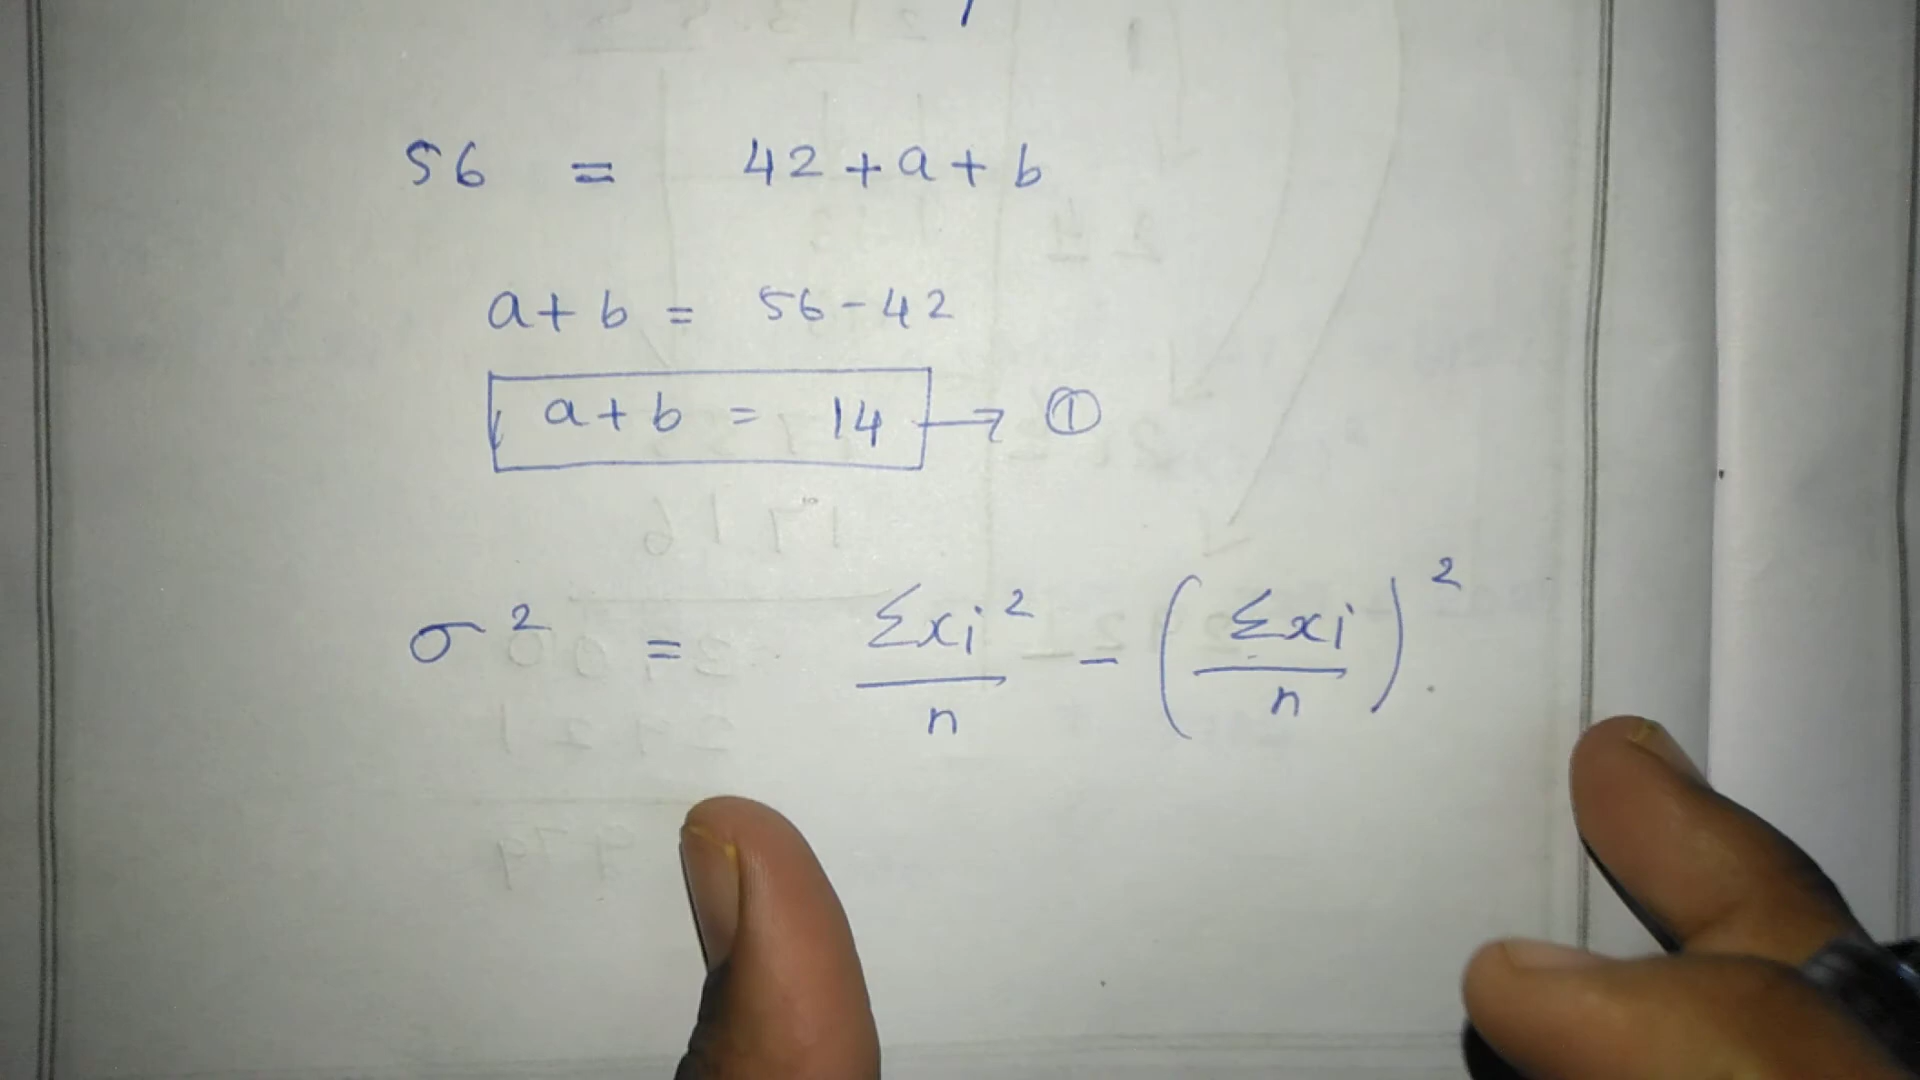 56 = 42 + a + b
a + b = 56 - 42
a + b = 14 → ①
σ² = Σxi²/n - (Σxi/n)²